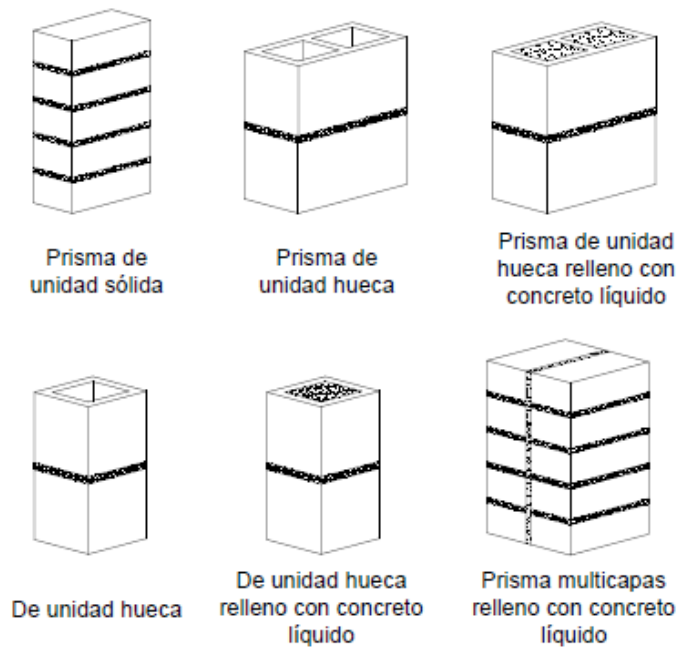 Prisma de
unidad sólida
Prisma de
unidad hueca
Prisma de unidad
hueca relleno con
concreto líquido
De unidad hueca
De unidad hueca
relleno con concreto
líquido
Prisma multicapas
relleno con concreto
líquido